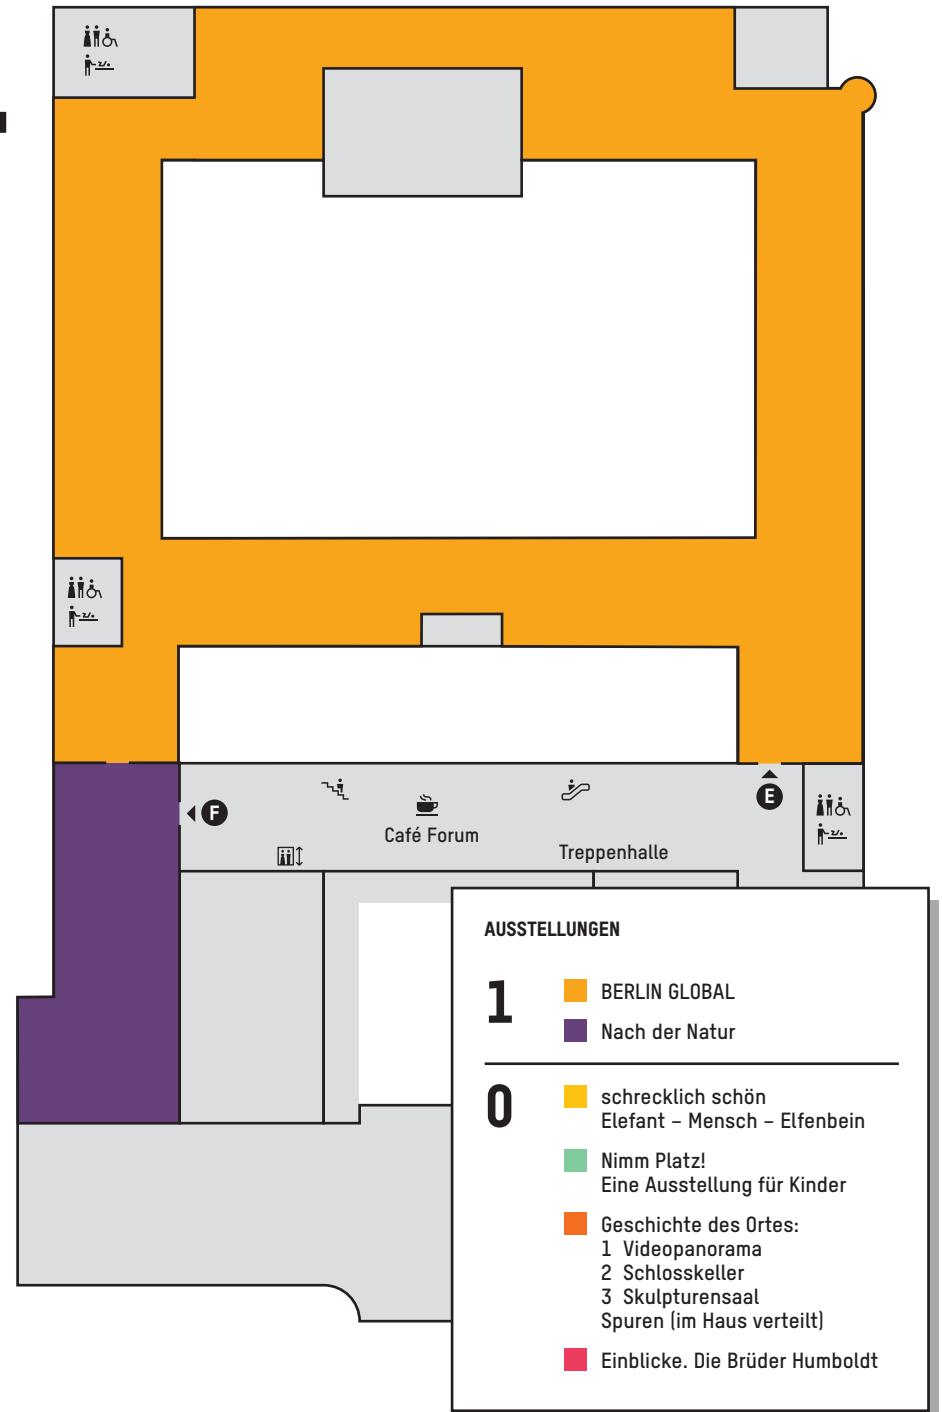 F
E
Café Forum
Treppenhalle
AUSSTELLUNGEN
1
BERLIN GLOBAL
Nach der Natur
0
schrecklich schön
Elefant – Mensch – Elfenbein
Nimm Platz!
Eine Ausstellung für Kinder
Geschichte des Ortes:
1 Videopanorama
2 Schlosskeller
3 Skulpturensaal
Spuren (im Haus verteilt)
Einblicke. Die Brüder Humboldt